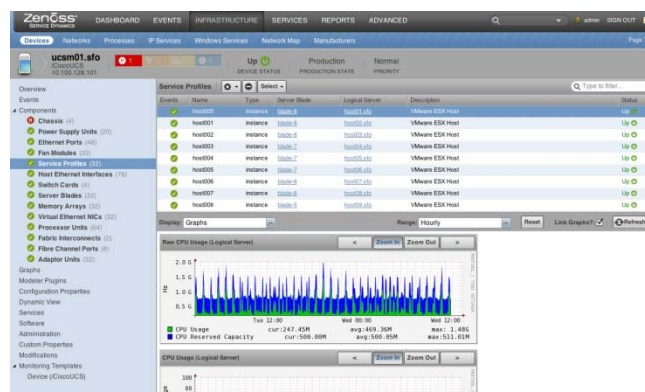 Zenoss
SERVICE DYNAMICS
DASHBOARD EVENTS INFRASTRUCTURE SERVICES REPORTS ADVANCED
admin SIGN OUT
Devices Networks Processes IP Services Windows Services Network Map Manufacturers
Page
ucsm01.sfo
/CiscoUCS
10.100.128.101
Up
DEVICE STATUS
Production
PRODUCTION STATE
Normal
PRIORITY
Overview
Events
Components
Chassis (4)
Power Supply Units (20)
Ethernet Ports (48)
Fan Modules (32)
Service Profiles (32)
Host Ethernet Interfaces (78)
Switch Cards (4)
Server Blades (32)
Memory Arrays (32)
Virtual Ethernet NICs (32)
Processor Units (64)
Fabric Interconnects (2)
Fibre Channel Ports (4)
Adaptor Units (32)
Graphs
Modeler Plugins
Configuration Properties
Dynamic View
Services
Software
Administration
Custom Properties
Modifications
Monitoring Templates
Device (/CiscoUCS)
Service Profiles Select Type to filter...
Events Name Type Server Blade Logical Server Description Status
host000 instance blade-8 host01.sfo VMware ESX Host Up
host001 instance blade-8 host02.sfo VMware ESX Host Up
host002 instance blade-8 host03.sfo VMware ESX Host Up
host003 instance blade-7 host04.sfo VMware ESX Host Up
host004 instance blade-7 host05.sfo VMware ESX Host Up
host005 instance blade-7 host06.sfo VMware ESX Host Up
host006 instance blade-6 host07.sfo VMware ESX Host Up
host007 instance blade-6 host08.sfo VMware ESX Host Up
host008 instance blade-5 host09.sfo VMware ESX Host Up
Display: Graphs Range: Hourly Reset Link Graphs?: Refresh
Raw CPU Usage (Logical Server) < Zoom In Zoom Out >
2.0 G
1.5 G
1.0 G
0.5 G
Hz
Tue 12:00 Wed 00:00 Wed 12:00
CPU Usage cur:247.45M avg:469.36M max: 1.48G
CPU Reserved Capacity cur:500.00M avg:500.05M max:511.01M
CPU Usage (Logical Server) < Zoom In Zoom Out >
100
80